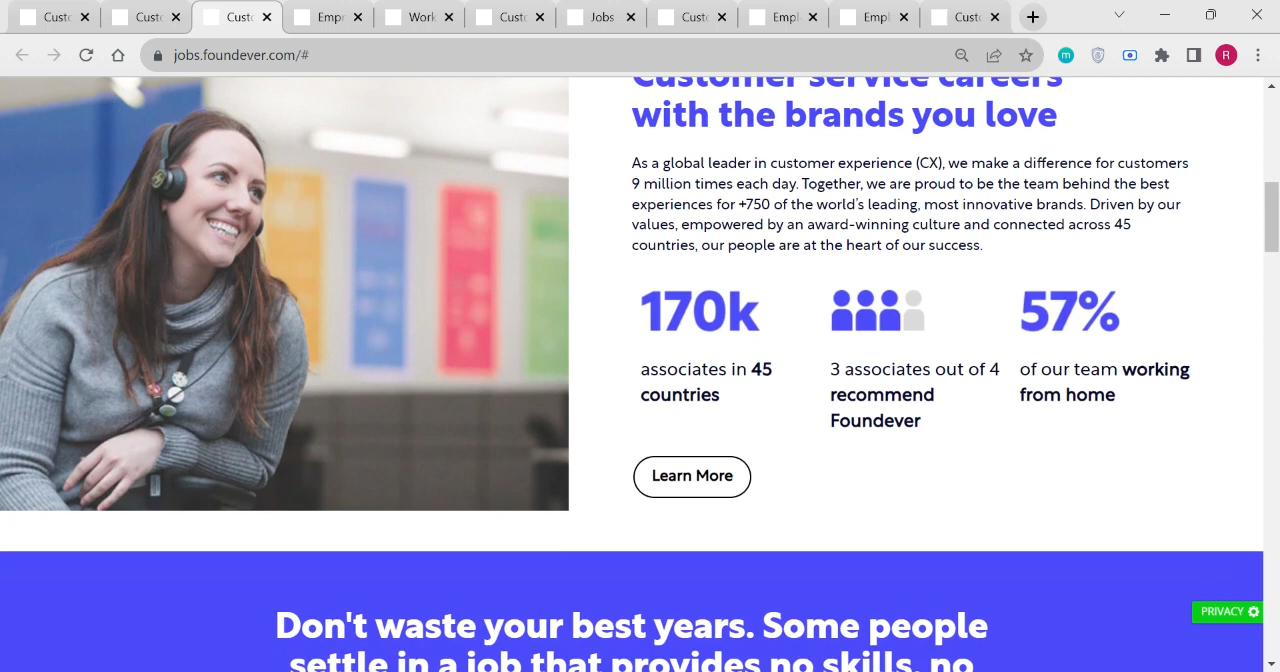 Custo
Custo
Custo
Empr
Work
Custo
Jobs
Custo
Empl
Empl
Custo
jobs.foundever.com/#
m
R
Customer service careers
with the brands you love
As a global leader in customer experience (CX), we make a difference for customers
9 million times each day. Together, we are proud to be the team behind the best
experiences for +750 of the world's leading, most innovative brands. Driven by our
values, empowered by an award-winning culture and connected across 45
countries, our people are at the heart of our success.
170k
associates in 45
countries
3 associates out of 4
recommend
Foundever
57%
of our team working
from home
Learn More
PRIVACY
Don't waste your best years. Some people
settle in a job that provides no skills, no